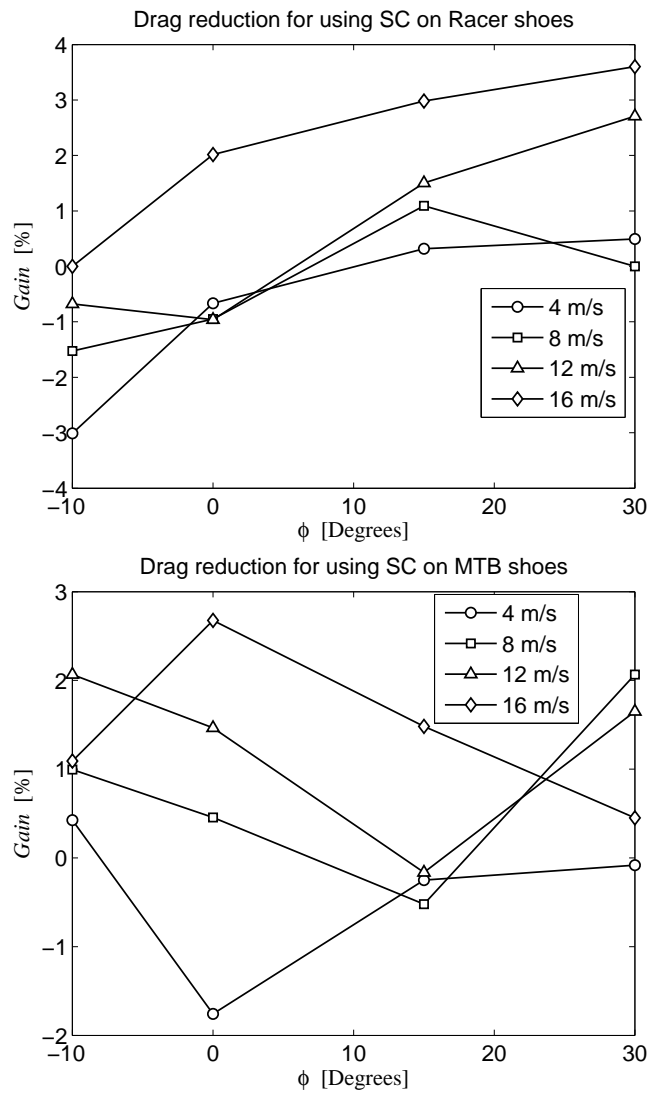 Drag reduction for using SC on Racer shoes
4
3
2
1
0
−1
−2
−3
−4
Gain [%]
4 m/s
8 m/s
12 m/s
16 m/s
−10
0
10
20
30
ϕ [Degrees]
Drag reduction for using SC on MTB shoes
3
2
1
0
−1
−2
Gain [%]
4 m/s
8 m/s
12 m/s
16 m/s
−10
0
10
20
30
ϕ [Degrees]